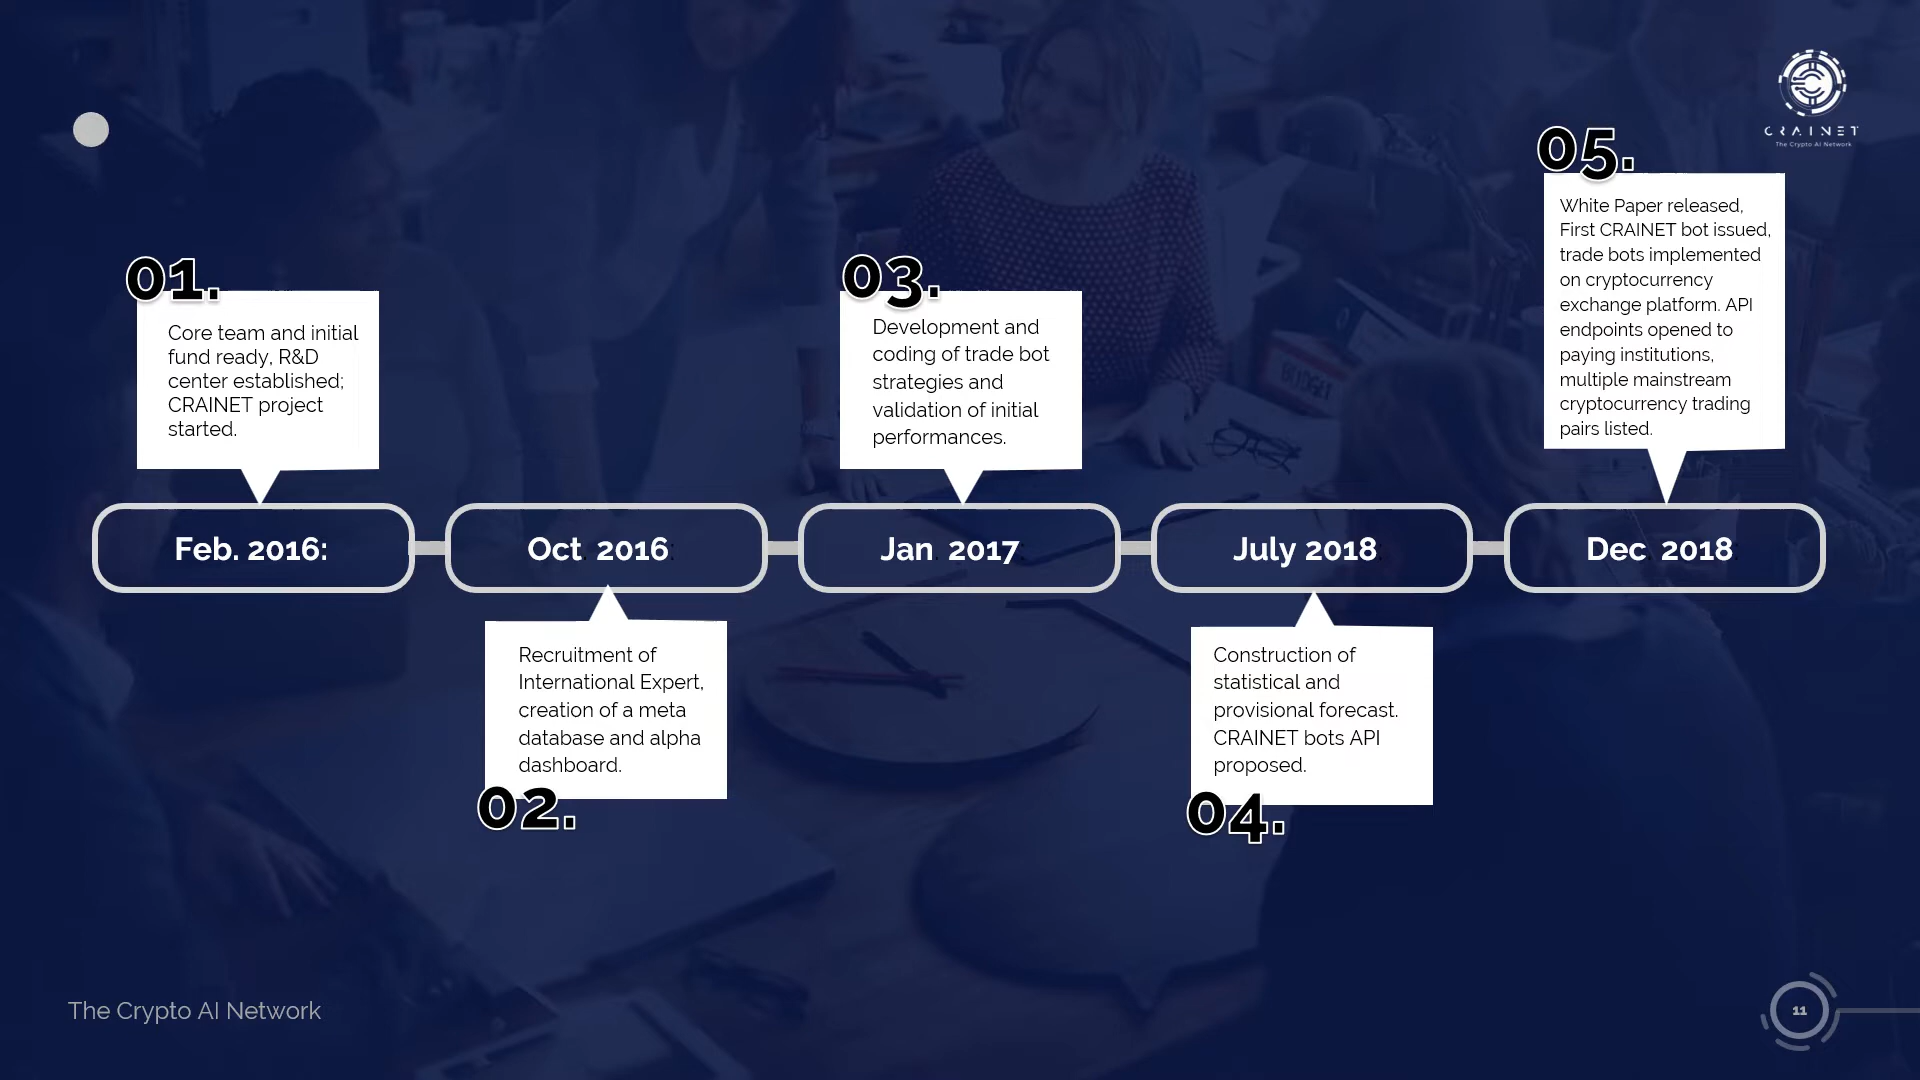 CRAINET
The Crypto AI Network
01.
Core team and initial
fund ready, R&D
center established;
CRAINET project
started.
Feb. 2016:
Oct 2016
Recruitment of
International Expert,
creation of a meta
database and alpha
dashboard.
02.
03.
Development and
coding of trade bot
strategies and
validation of initial
performances.
Jan 2017
July 2018
Construction of
statistical and
provisional forecast.
CRAINET bots API
proposed.
04.
05.
White Paper released,
First CRAINET bot issued,
trade bots implemented
on cryptocurrency
exchange platform. API
endpoints opened to
paying institutions,
multiple mainstream
cryptocurrency trading
pairs listed.
Dec 2018
BUDGET
The Crypto AI Network
11